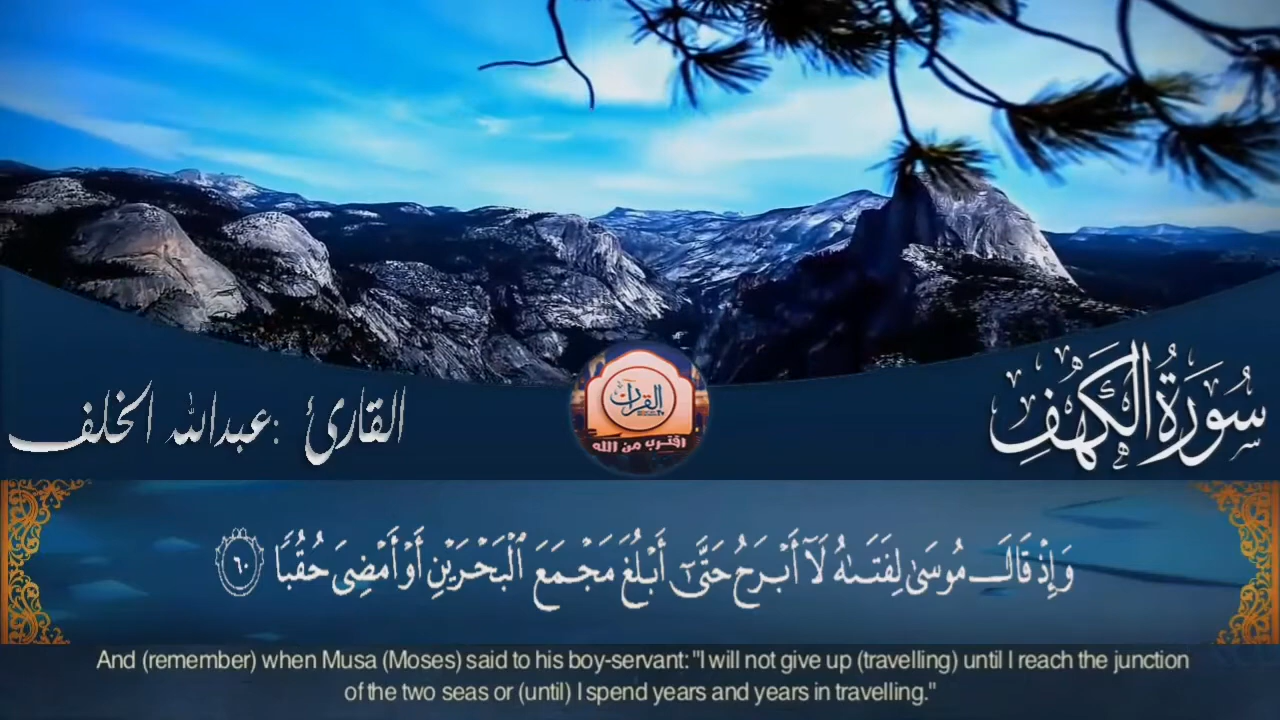 سُورَةُ الْكَهْفِ
القرآن
TV
اقترب من الله
القارئ :عبدالله الخلف
وَإِذْ قَالَ مُوسَىٰ لِفَتَىٰهُ لَآ أَبْرَحُ حَتَّىٰٓ أَبْلُغَ مَجْمَعَ ٱلْبَحْرَيْنِ أَوْ أَمْضِىَ حُقُبًا ٦٠
And (remember) when Musa (Moses) said to his boy-servant: "I will not give up (travelling) until I reach the junction
of the two seas or (until) I spend years and years in travelling."